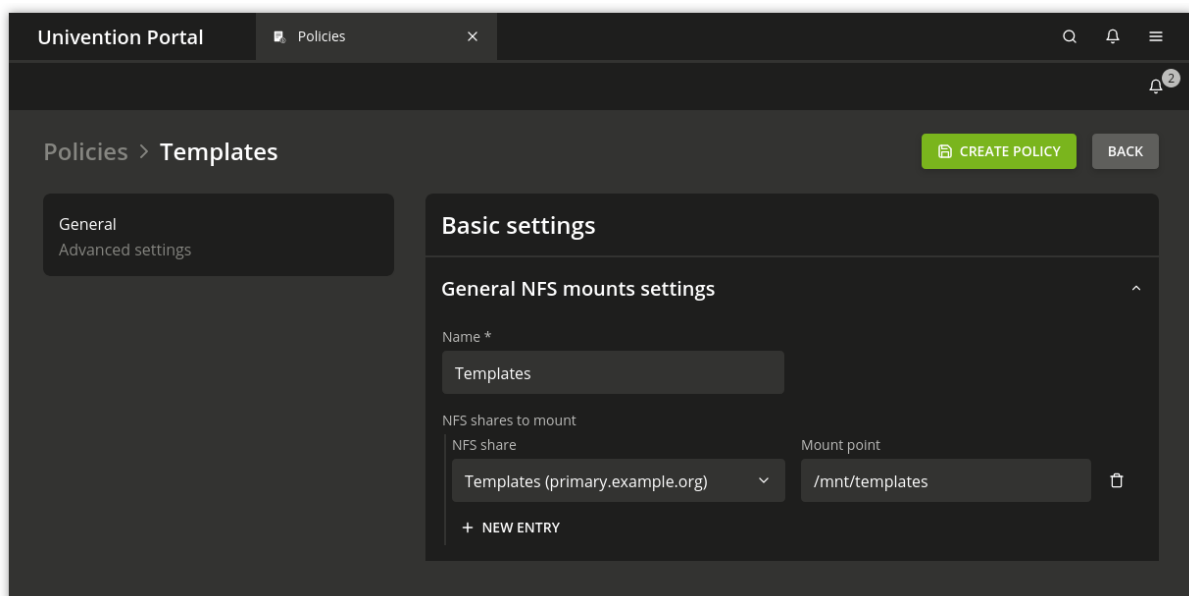 Univention Portal
Policies
2
Policies > Templates
CREATE POLICY
BACK
General
Advanced settings
Basic settings
General NFS mounts settings
Name *
Templates
NFS shares to mount
NFS share
Mount point
Templates (primary.example.org)
/mnt/templates
+ NEW ENTRY